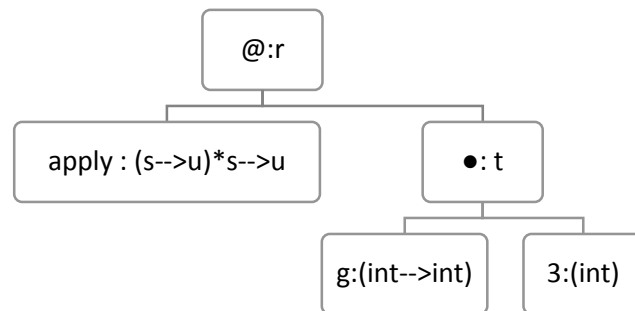 @:r
apply : (s-->u)*s-->u
●: t
g:(int-->int)
3:(int)